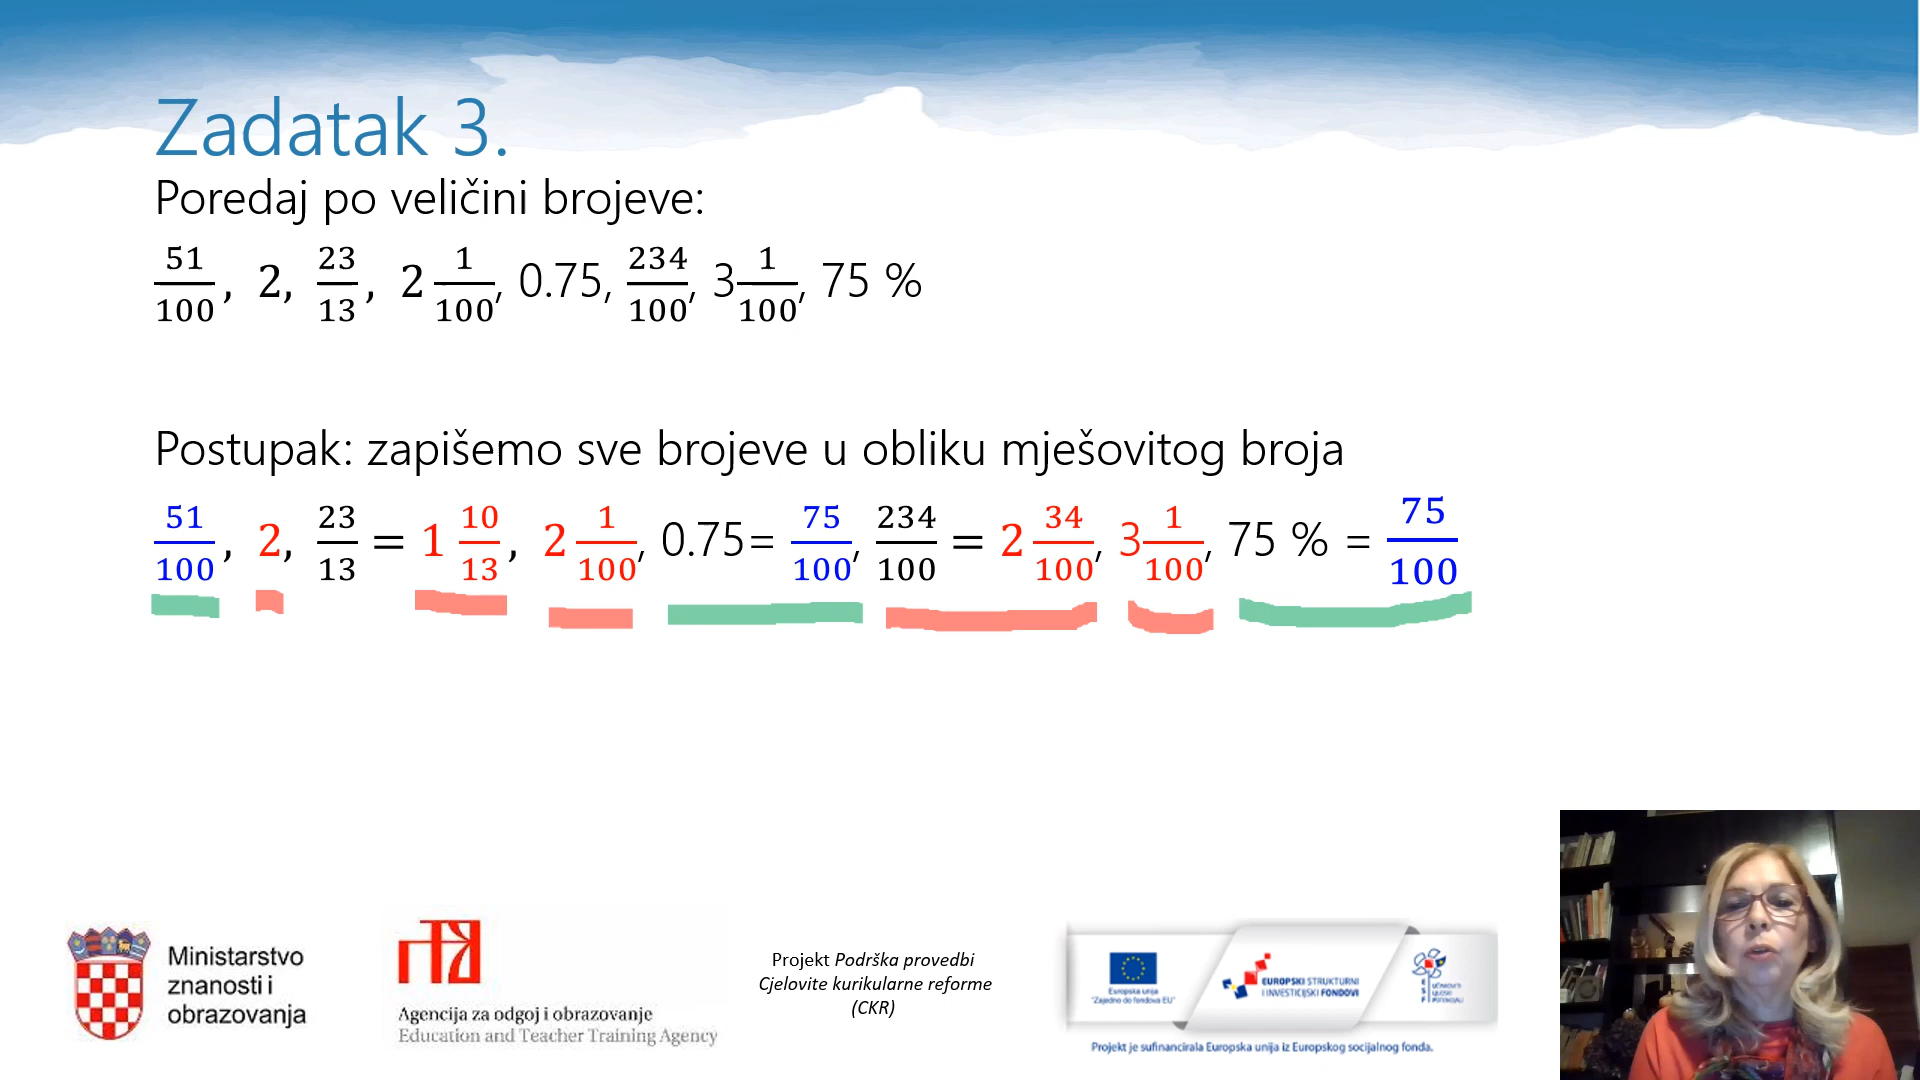 Zadatak 3.
Poredaj po veličini brojeve:
51/100, 2, 23/13, 2 1/100, 0.75, 234/100, 3 1/100, 75 %
Postupak: zapišemo sve brojeve u obliku mješovitog broja
51/100, 2, 23/13 = 1 10/13, 2 1/100, 0.75= 75/100, 234/100 = 2 34/100, 3 1/100, 75 % = 75/100
Ministarstvo
znanosti i
obrazovanja
Agencija za odgoj i obrazovanje
Education and Teacher Training Agency
Projekt Podrška provedbi
Cjelovite kurikularne reforme
(CKR)
Europska unija
"Zajedno do fondova EU"
EUROPSKI STRUKTURNI
I INVESTICIJSKI FONDOVI
Projekt je sufinancirala Europska unija iz Europskog socijalnog fonda.